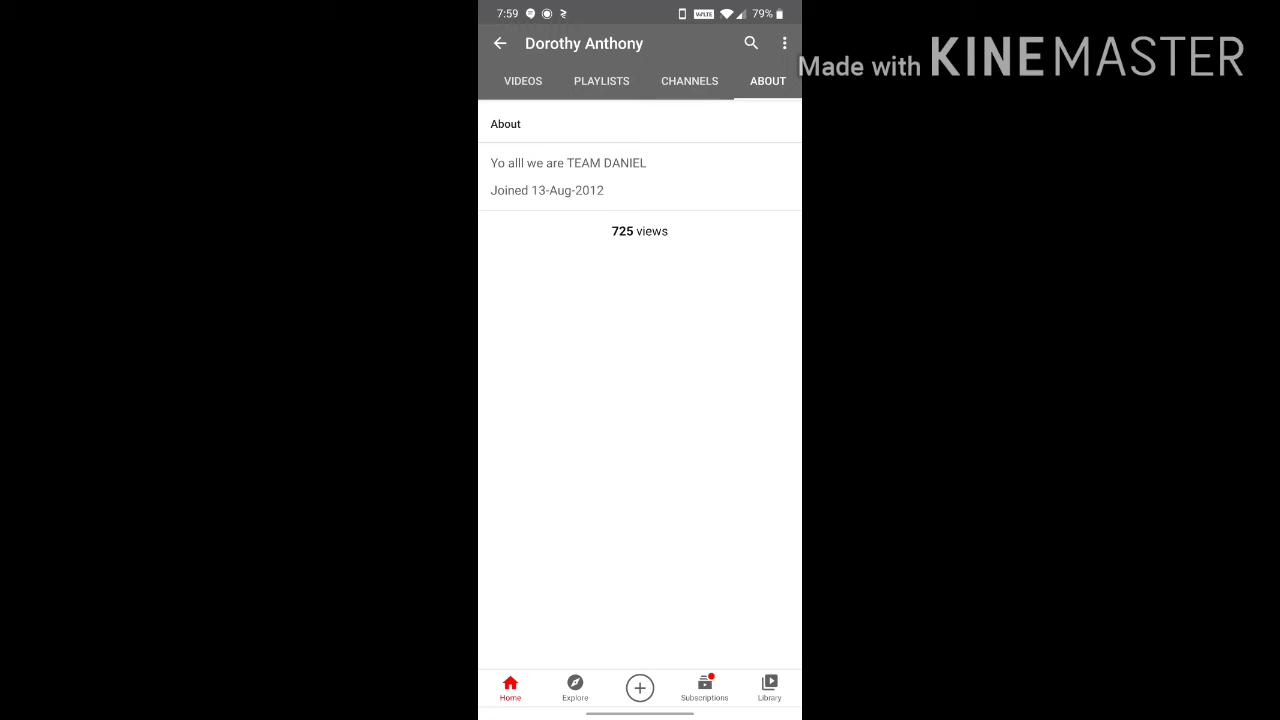 7:59 VoLTE 79%
Made with KINEMASTER
Dorothy Anthony
VIDEOS PLAYLISTS CHANNELS ABOUT
About
Yo alll we are TEAM DANIEL
Joined 13-Aug-2012
725 views
Home Explore Subscriptions Library